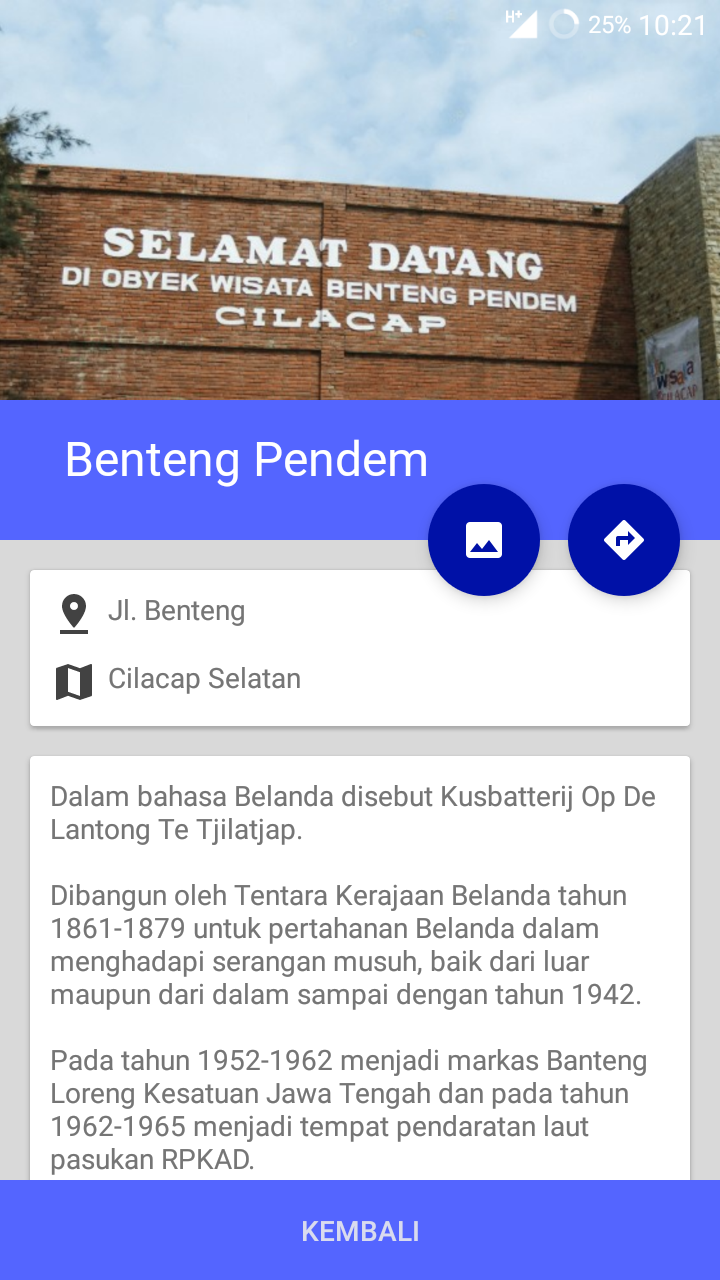 H+ 25% 10:21
SELAMAT DATANG
DI OBYEK WISATA BENTENG PENDEM
CILACAP
wisata
CILACAP
Benteng Pendem
Jl. Benteng
Cilacap Selatan
Dalam bahasa Belanda disebut Kusbatterij Op De
Lantong Te Tjilatjap.
Dibangun oleh Tentara Kerajaan Belanda tahun
1861-1879 untuk pertahanan Belanda dalam
menghadapi serangan musuh, baik dari luar
maupun dari dalam sampai dengan tahun 1942.
Pada tahun 1952-1962 menjadi markas Banteng
Loreng Kesatuan Jawa Tengah dan pada tahun
1962-1965 menjadi tempat pendaratan laut
pasukan RPKAD.
KEMBALI